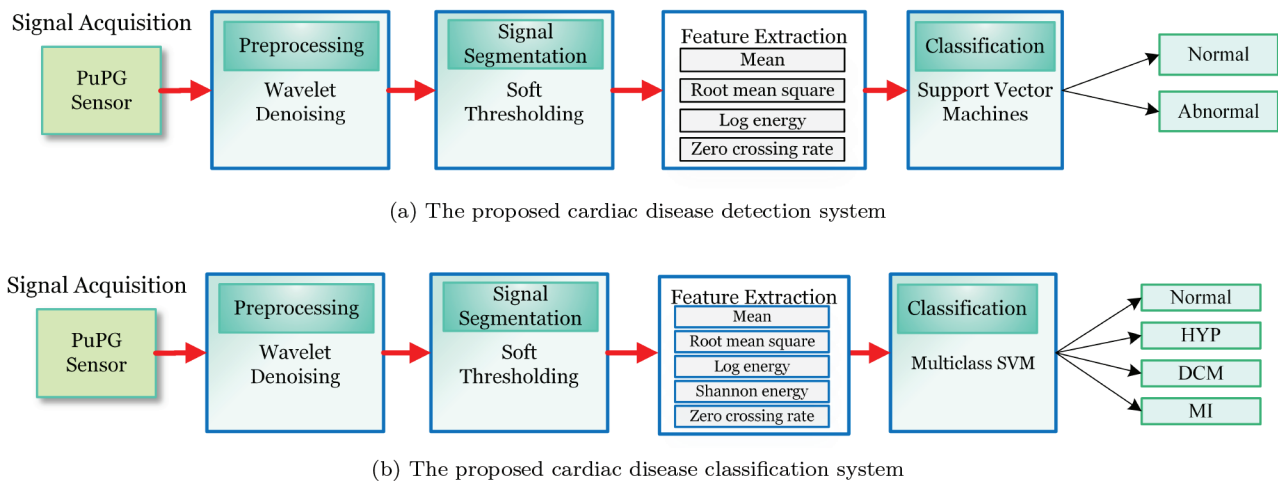 Signal Acquisition
PuPG
Sensor
Preprocessing
Wavelet
Denoising
Signal
Segmentation
Soft
Thresholding
Feature Extraction
Mean
Root mean square
Log energy
Zero crossing rate
Classification
Support Vector
Machines
Normal
Abnormal
(a) The proposed cardiac disease detection system
Signal Acquisition
PuPG
Sensor
Preprocessing
Wavelet
Denoising
Signal
Segmentation
Soft
Thresholding
Feature Extraction
Mean
Root mean square
Log energy
Shannon energy
Zero crossing rate
Classification
Multiclass SVM
Normal
HYP
DCM
MI
(b) The proposed cardiac disease classification system